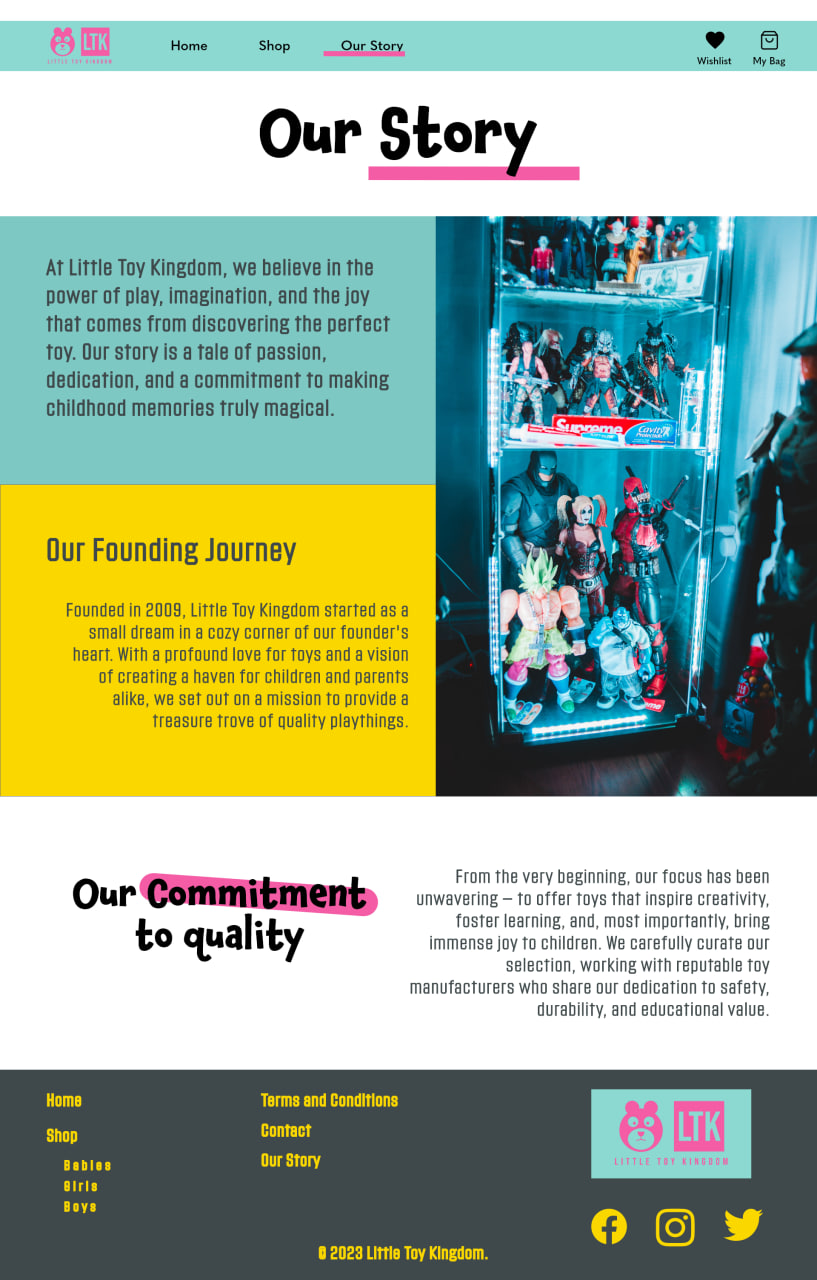 LTK
LITTLE TOY KINGDOM
Home
Shop
Our Story
Wishlist
My Bag
Our Story
At Little Toy Kingdom, we believe in the
power of play, imagination, and the joy
that comes from discovering the perfect
toy. Our story is a tale of passion,
dedication, and a commitment to making
childhood memories truly magical.
Supreme
Cavity
Protection
Our Founding Journey
Founded in 2009, Little Toy Kingdom started as a
small dream in a cozy corner of our founder's
heart. With a profound love for toys and a vision
of creating a haven for children and parents
alike, we set out on a mission to provide a
treasure trove of quality playthings.
Our Commitment
to quality
From the very beginning, our focus has been
unwavering – to offer toys that inspire creativity,
foster learning, and, most importantly, bring
immense joy to children. We carefully curate our
selection, working with reputable toy
manufacturers who share our dedication to safety,
durability, and educational value.
Home
Shop
Babies
Girls
Boys
Terms and Conditions
Contact
Our Story
LTK
LITTLE TOY KINGDOM
© 2023 Little Toy Kingdom.